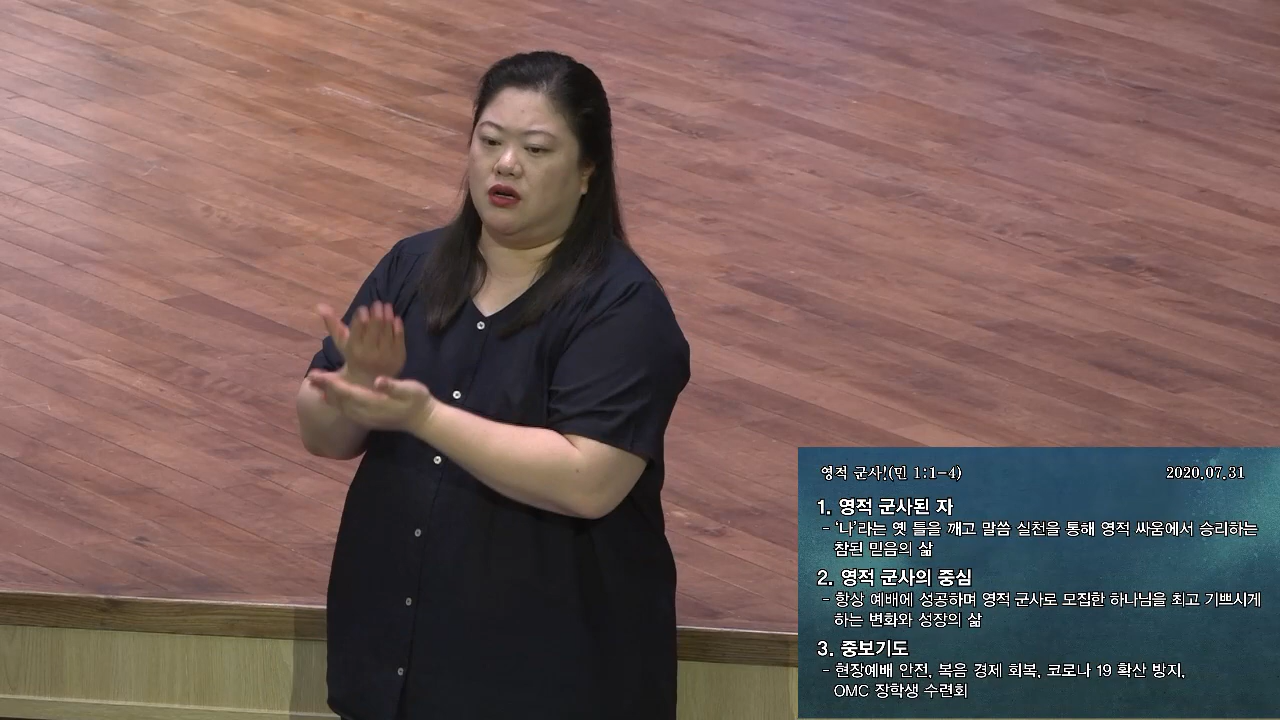 영적 군사!(민 1:1-4)
2020.07.31
1. 영적 군사된 자
- '나'라는 옛 틀을 깨고 말씀 실천을 통해 영적 싸움에서 승리하는
참된 믿음의 삶
2. 영적 군사의 중심
- 항상 예배에 성공하며 영적 군사로 모집한 하나님을 최고 기쁘시게
하는 변화와 성장의 삶
3. 중보기도
- 현장예배 안전, 복음 경제 회복, 코로나 19 확산 방지,
OMC 장학생 수련회